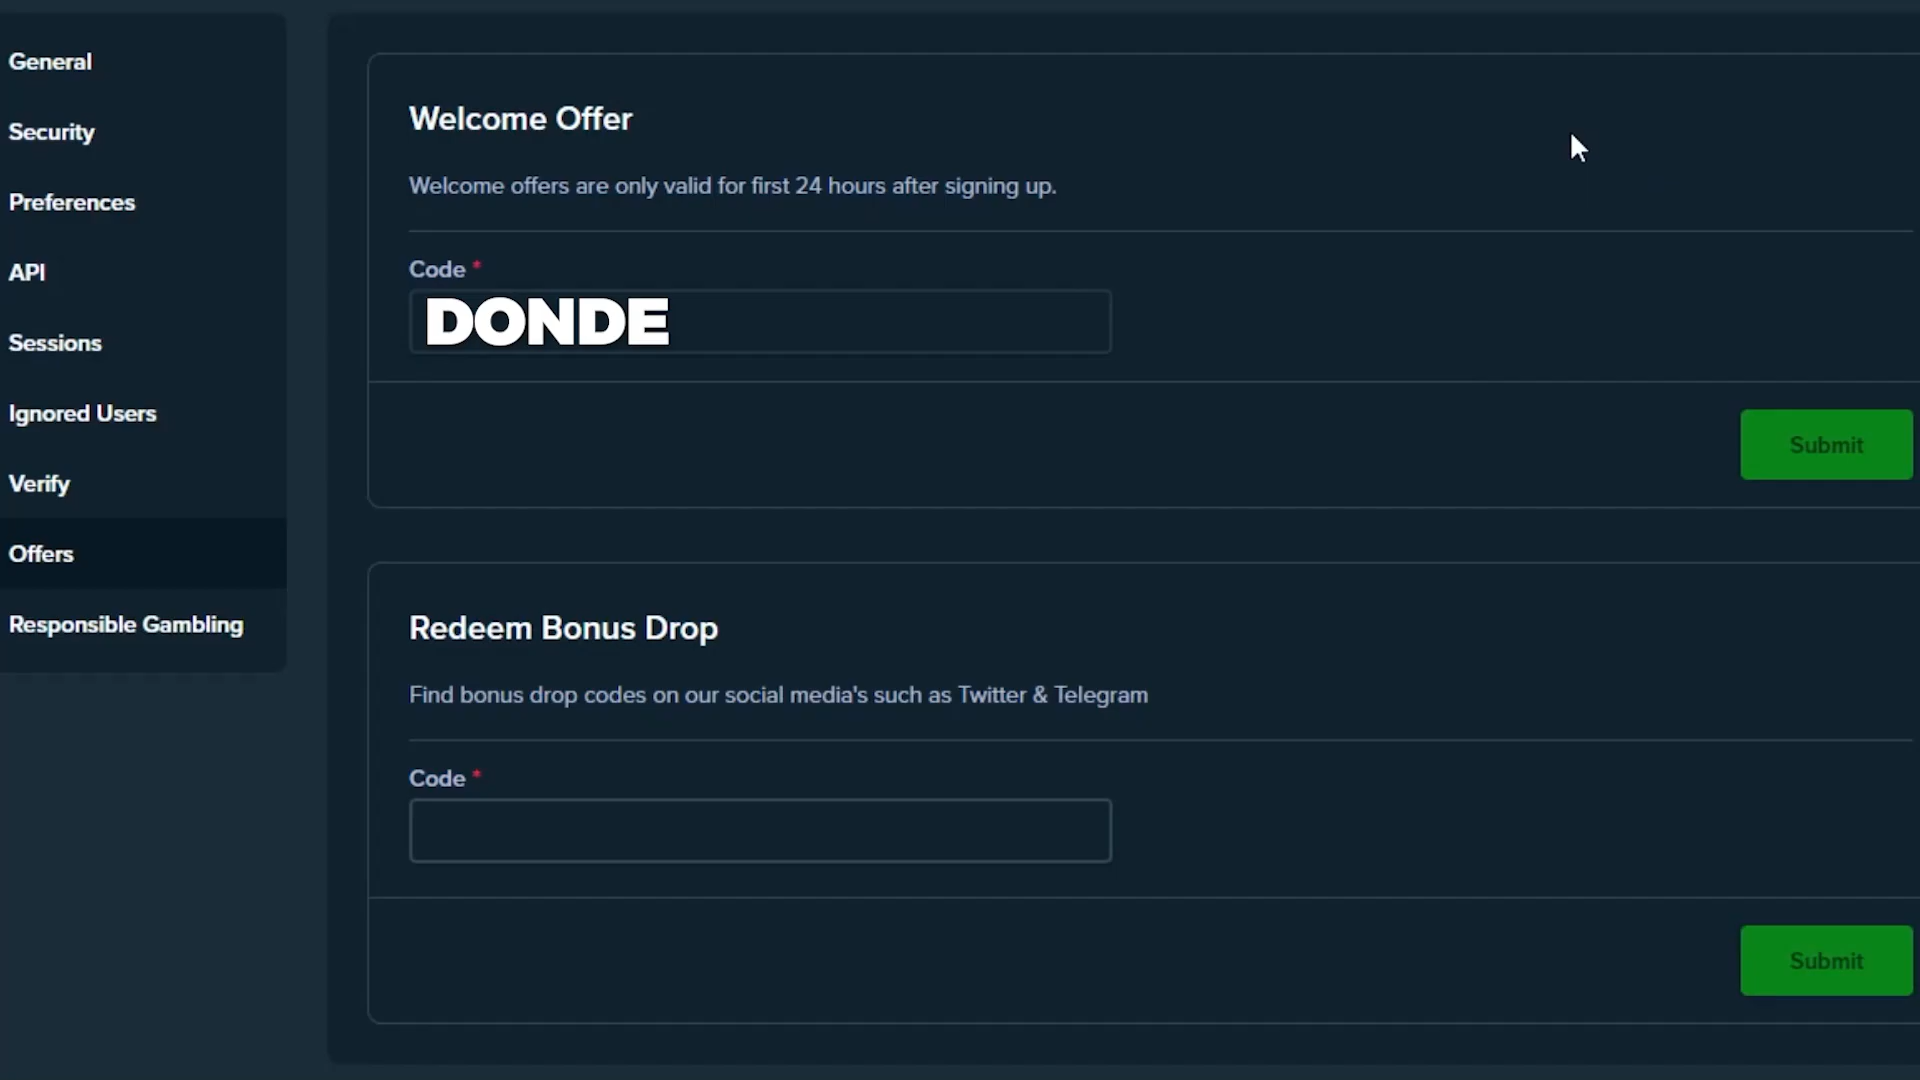 General
Security
Preferences
API
Sessions
Ignored Users
Verify
Offers
Responsible Gambling
Welcome Offer
Welcome offers are only valid for first 24 hours after signing up.
Code *
DONDE
Submit
Redeem Bonus Drop
Find bonus drop codes on our social media's such as Twitter & Telegram
Code *
Submit